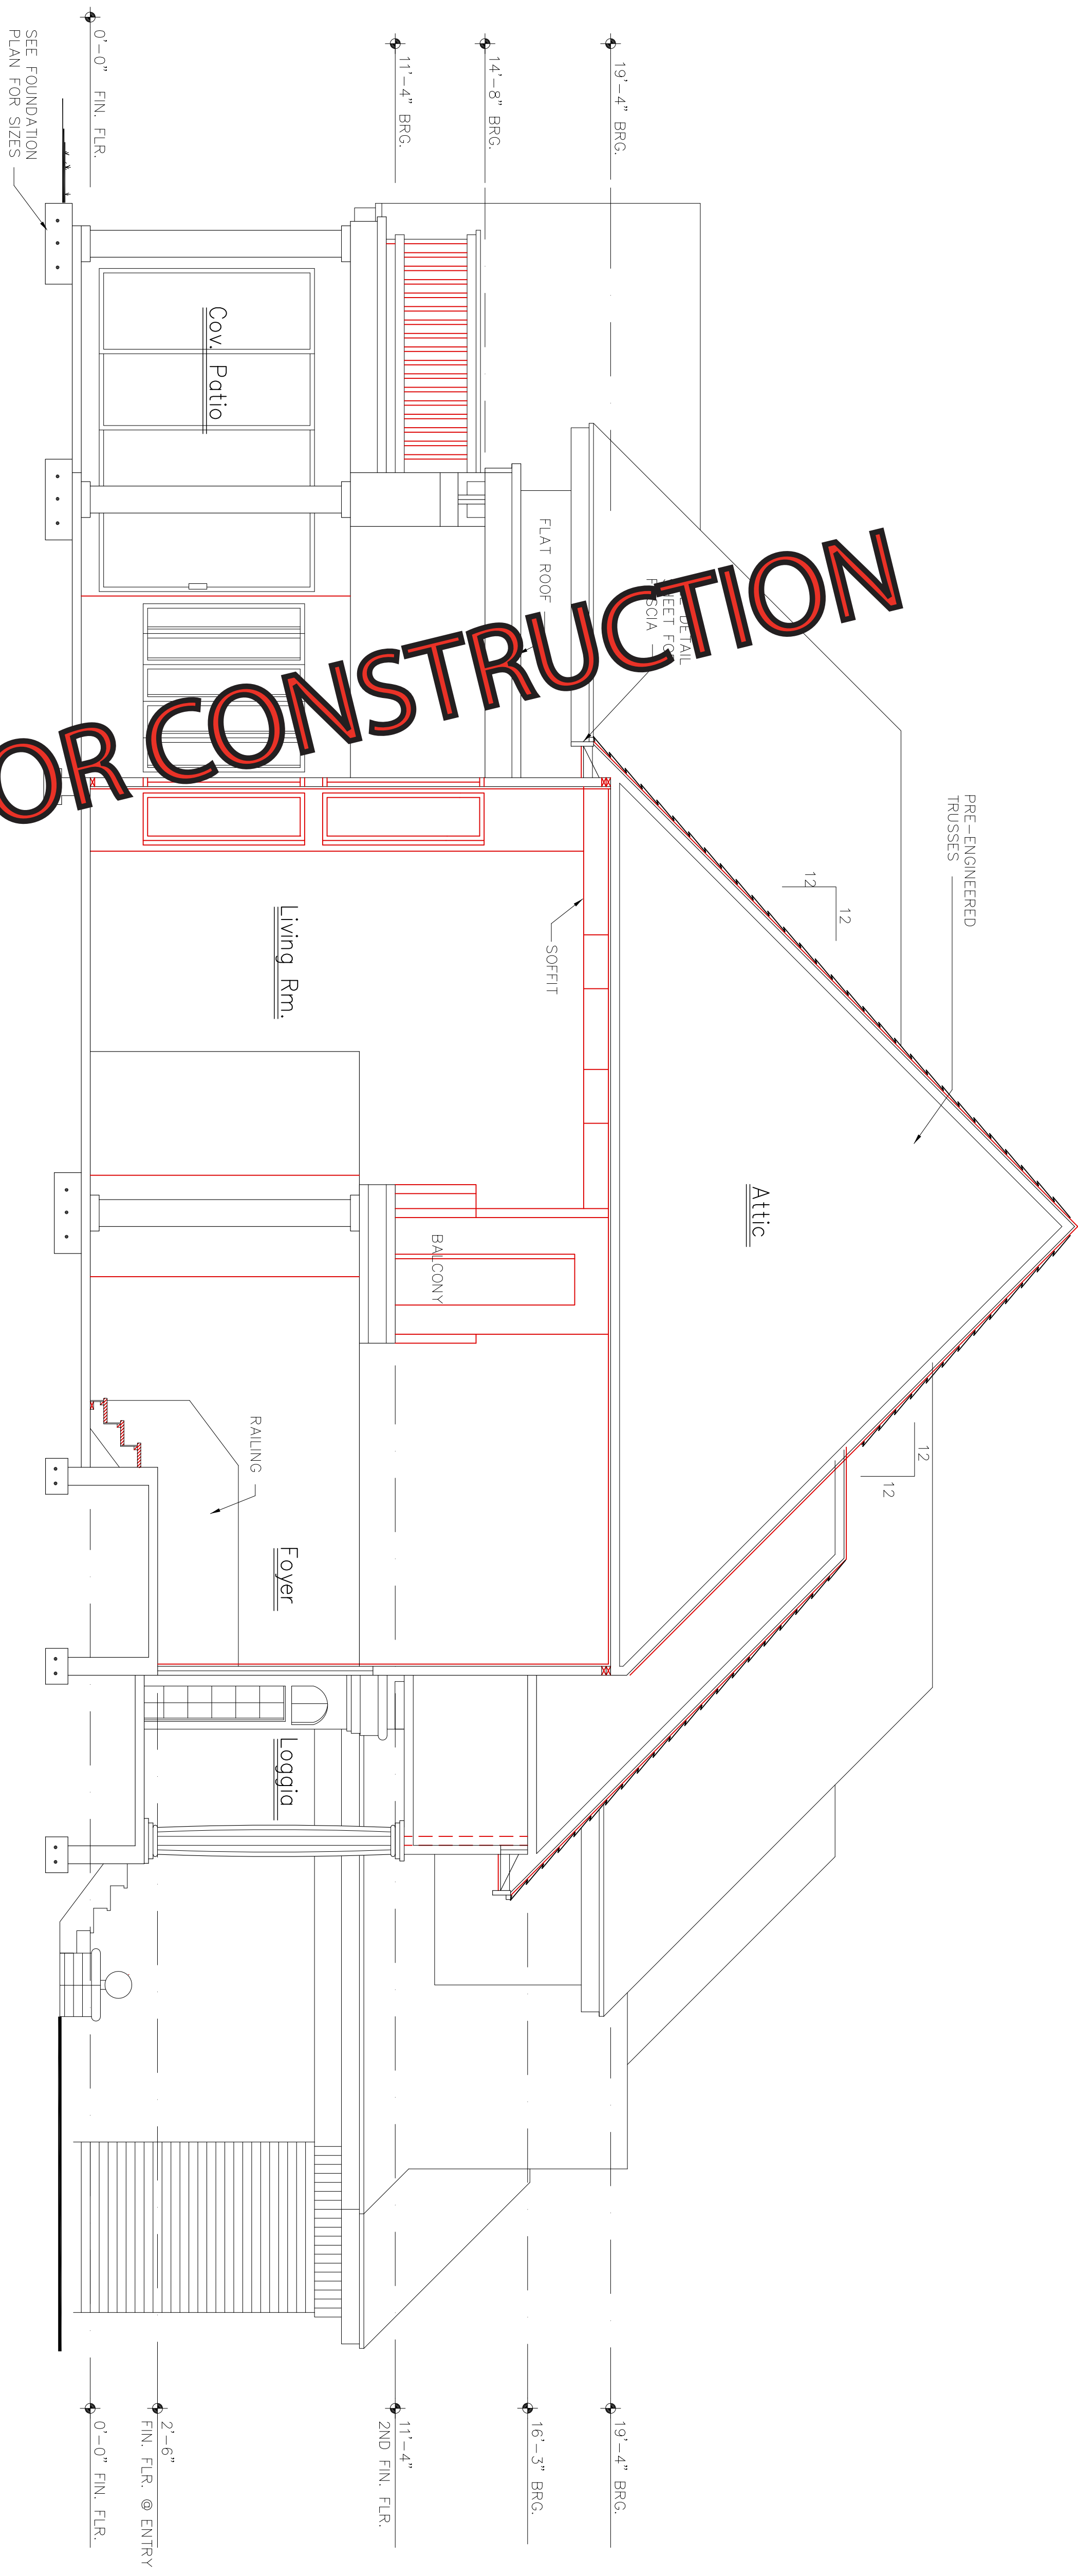 19'-4" BRG.
14'-8" BRG.
11'-4" BRG.
0'-0" FIN. FLR.
SEE FOUNDATION
PLAN FOR SIZES
PRE-ENGINEERED
TRUSSES
12
12
12
12
Attic
DETAIL
FLAT ROOF
SOFFIT
BALCONY
Cov. Patio
Living Rm.
RAILING
Foyer
Loggia
19'-4" BRG.
16'-3" BRG.
11'-4"
2ND FIN. FLR.
2'-6"
FIN. FLR. @ ENTRY
0'-0" FIN. FLR.
OR CONSTRUCTION